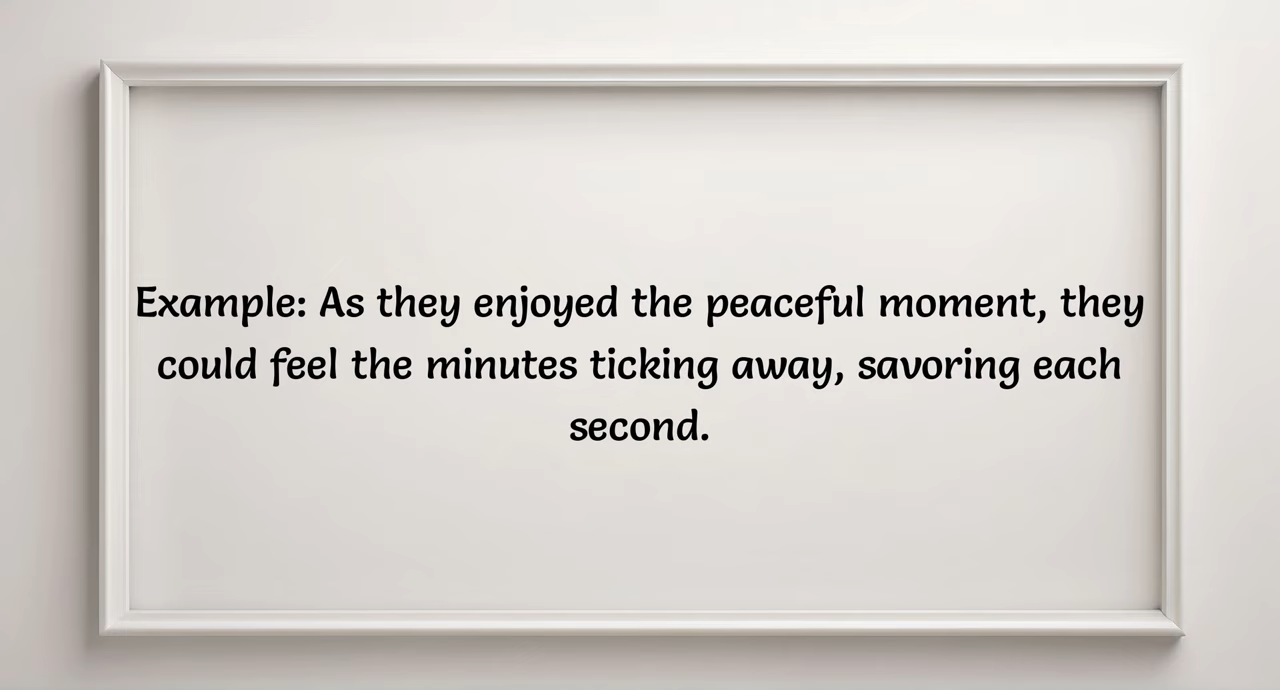 Example: As they enjoyed the peaceful moment, they
could feel the minutes ticking away, savoring each
second.